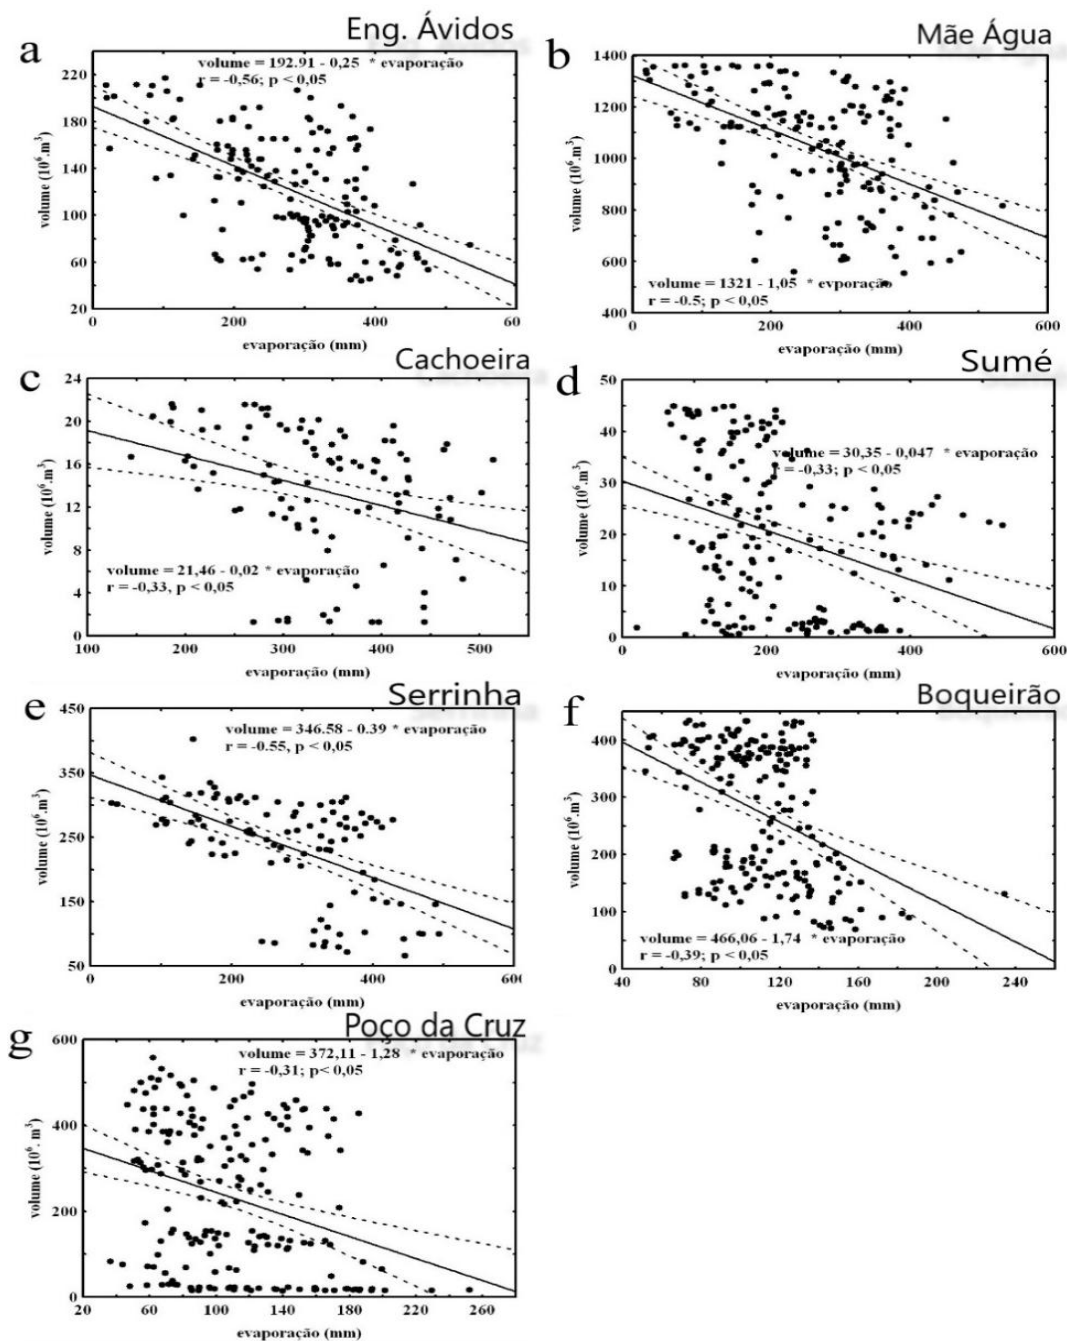 a
Eng. Ávidos
volume = 192.91 - 0,25 * evaporação
r = -0,56; p < 0,05
volume (10⁶.m³)
220
180
140
100
60
20
0
200
400
60
evaporação (mm)
b
Mãe Água
volume (10⁶.m³)
1400
1200
1000
800
600
400
volume = 1321 - 1,05 * evporação
r = -0.5; p < 0,05
0
200
400
600
evaporação (mm)
c
Cachoeira
volume (10⁶.m³)
24
20
16
12
8
4
0
volume = 21,46 - 0,02 * evaporação
r = -0,33, p < 0,05
100
200
300
400
500
evaporação (mm)
d
Sumé
volume (10⁶.m³)
50
40
30
20
10
0
volume = 30,35 - 0,047 * evaporação
r = -0,33; p < 0,05
0
200
400
600
evaporação (mm)
e
Serrinha
volume = 346.58 - 0.39 * evaporação
r = -0.55, p < 0,05
volume (10⁶.m³)
450
350
250
150
50
0
200
400
600
evaporação (mm)
f
Boqueirão
volume (10⁶.m³)
400
300
200
100
0
volume = 466,06 - 1,74 * evaporação
r = -0,39; p < 0,05
40
80
120
160
200
240
evaporação (mm)
g
Poço da Cruz
volume = 372,11 - 1,28 * evaporação
r = -0,31; p< 0,05
volume (10⁶. m³)
600
400
200
0
20
60
100
140
180
220
260
evaporação (mm)